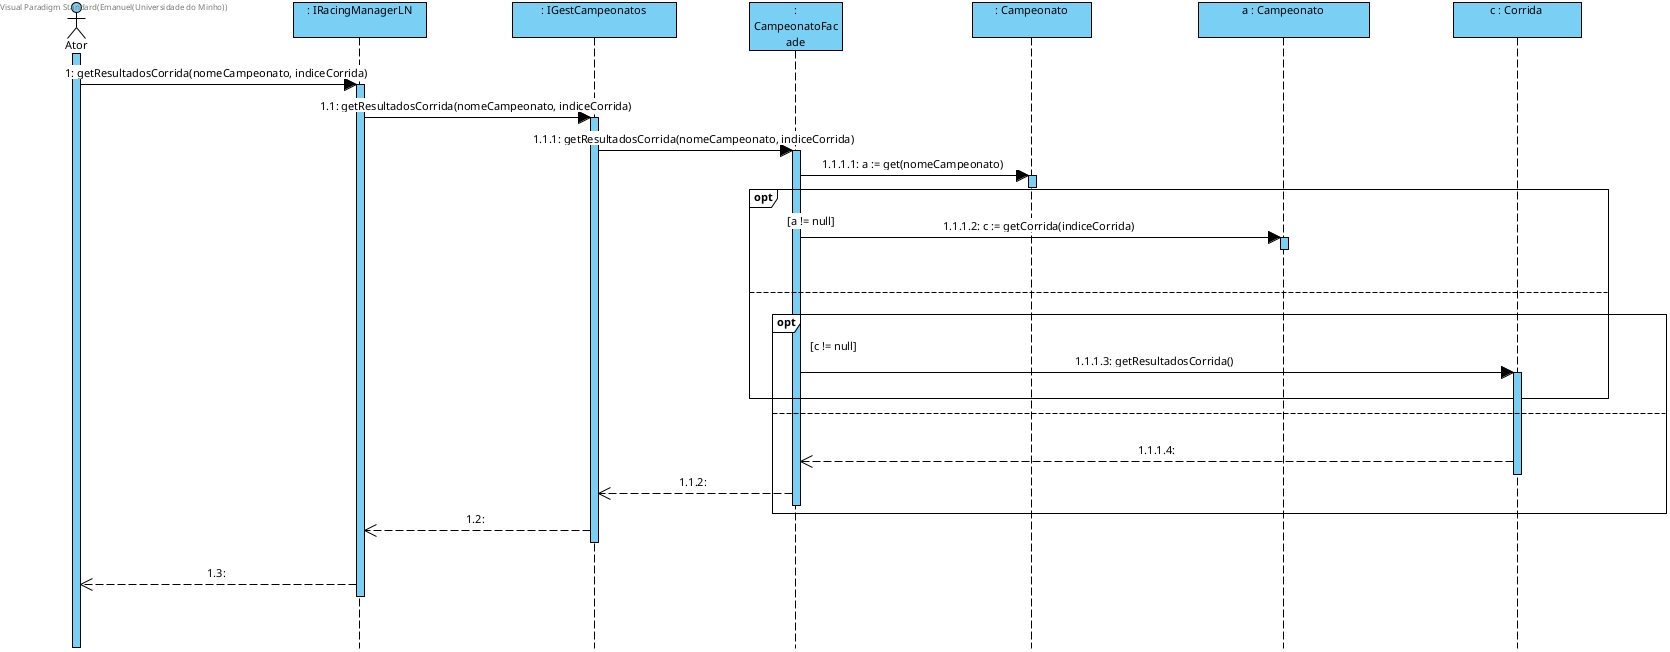 Visual Paradigm Standard(Emanuel(Universidade do Minho))
Ator
: IRacingManagerLN
: IGestCampeonatos
:
CampeonatoFac
ade
: Campeonato
a : Campeonato
c : Corrida
1: getResultadosCorrida(nomeCampeonato, indiceCorrida)
1.1: getResultadosCorrida(nomeCampeonato, indiceCorrida)
1.1.1: getResultadosCorrida(nomeCampeonato, indiceCorrida)
1.1.1.1: a := get(nomeCampeonato)
opt
[a != null]
1.1.1.2: c := getCorrida(indiceCorrida)
opt
[c != null]
1.1.1.3: getResultadosCorrida()
1.1.1.4:
1.1.2:
1.2:
1.3: